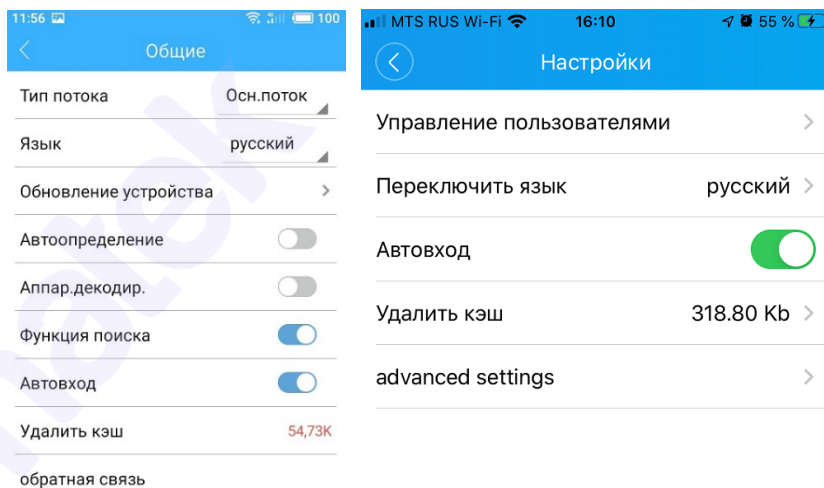 11:56 100
Общие
Тип потока Осн.поток
Язык русский
Обновление устройства
Автоопределение
Аппар.декодир.
Функция поиска
Автовход
Удалить кэш 54,73K
обратная связь
MTS RUS Wi-Fi 16:10 55 %
Настройки
Управление пользователями
Переключить язык русский
Автовход
Удалить кэш 318.80 Kb
advanced settings
natek